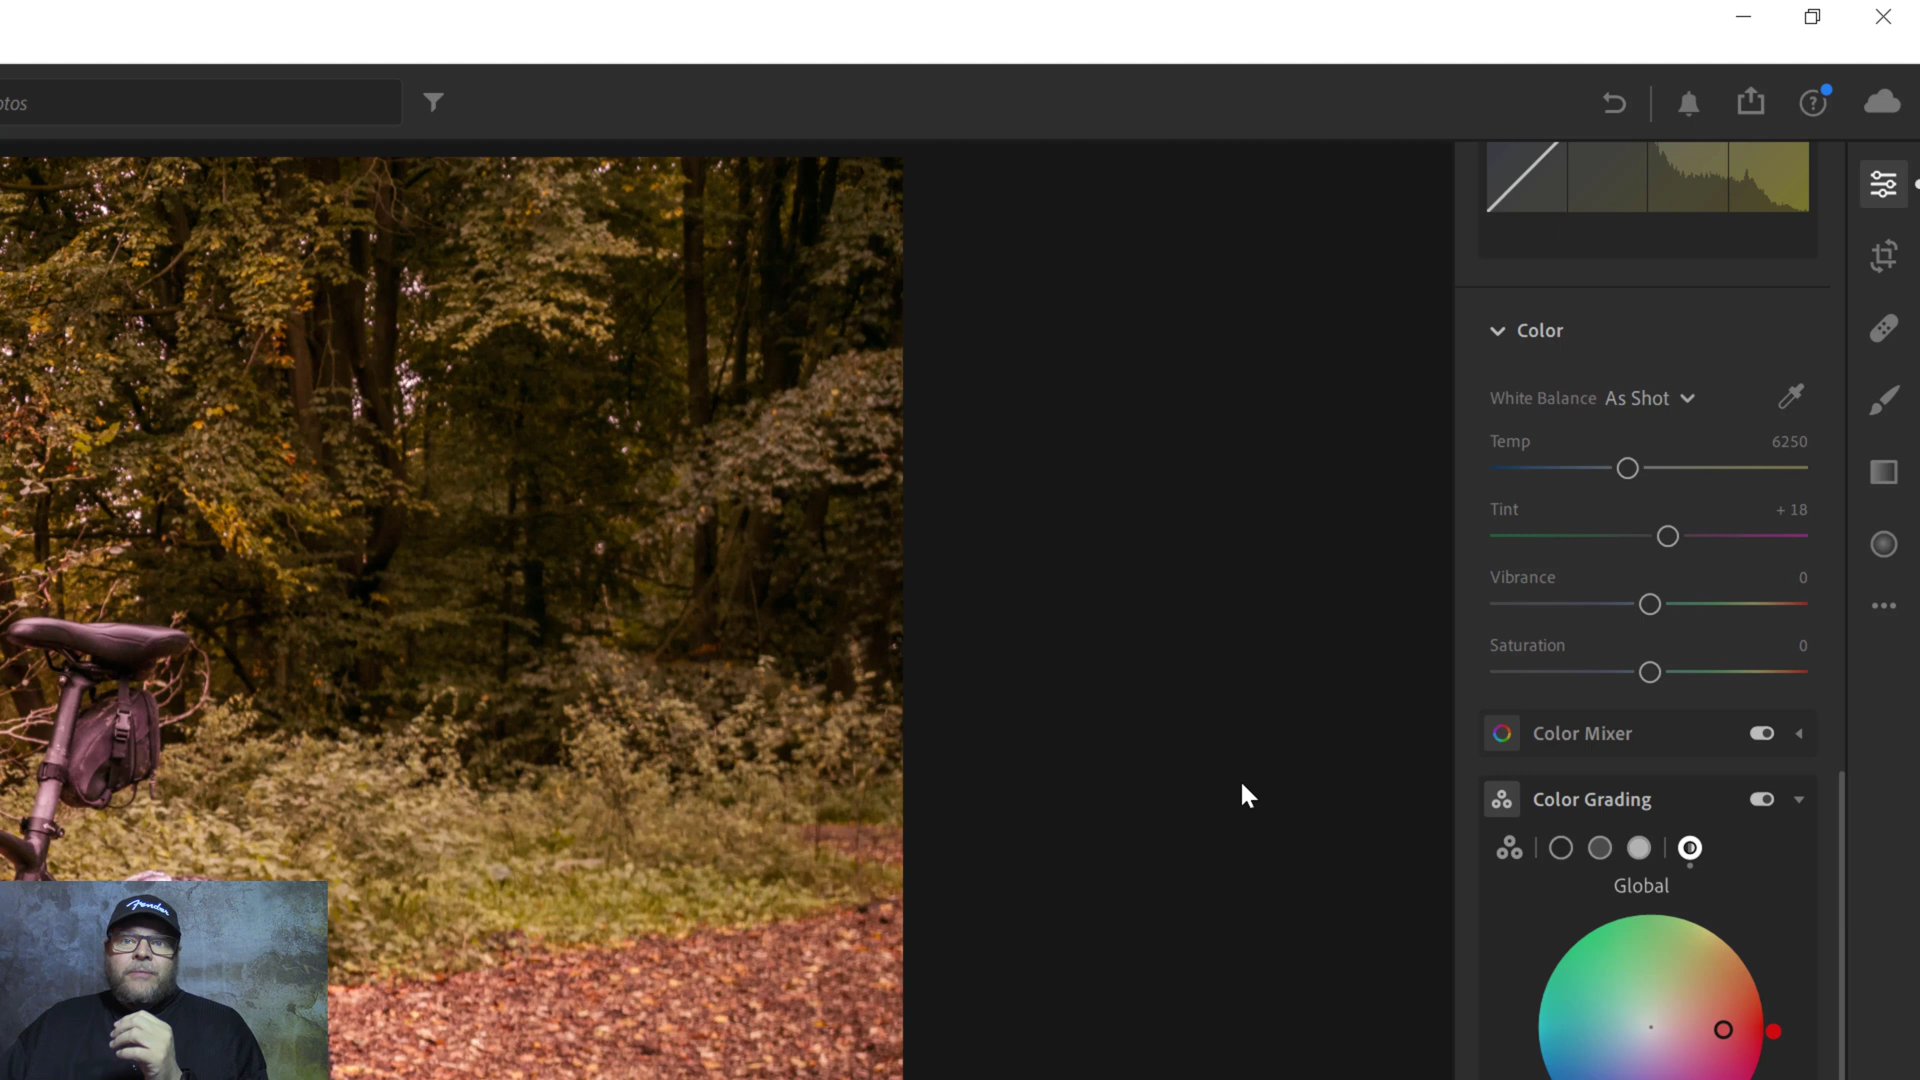 otos
Color
White Balance As Shot
Temp 6250
Tint + 18
Vibrance 0
Saturation 0
Color Mixer
Color Grading
Global
Fender